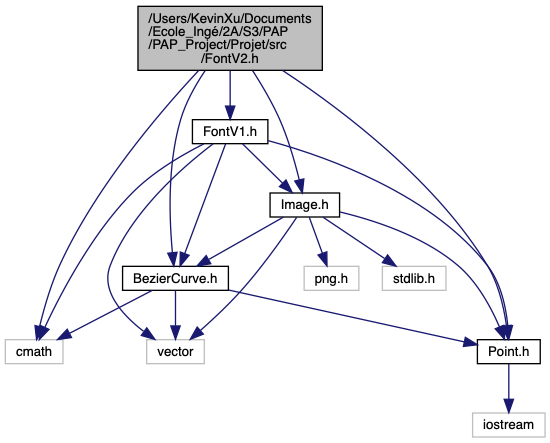 /Users/KevinXu/Documents
/Ecole_Ingé/2A/S3/PAP
/PAP_Project/Projet/src
/FontV2.h
FontV1.h
Image.h
BezierCurve.h
png.h
stdlib.h
cmath
vector
Point.h
iostream